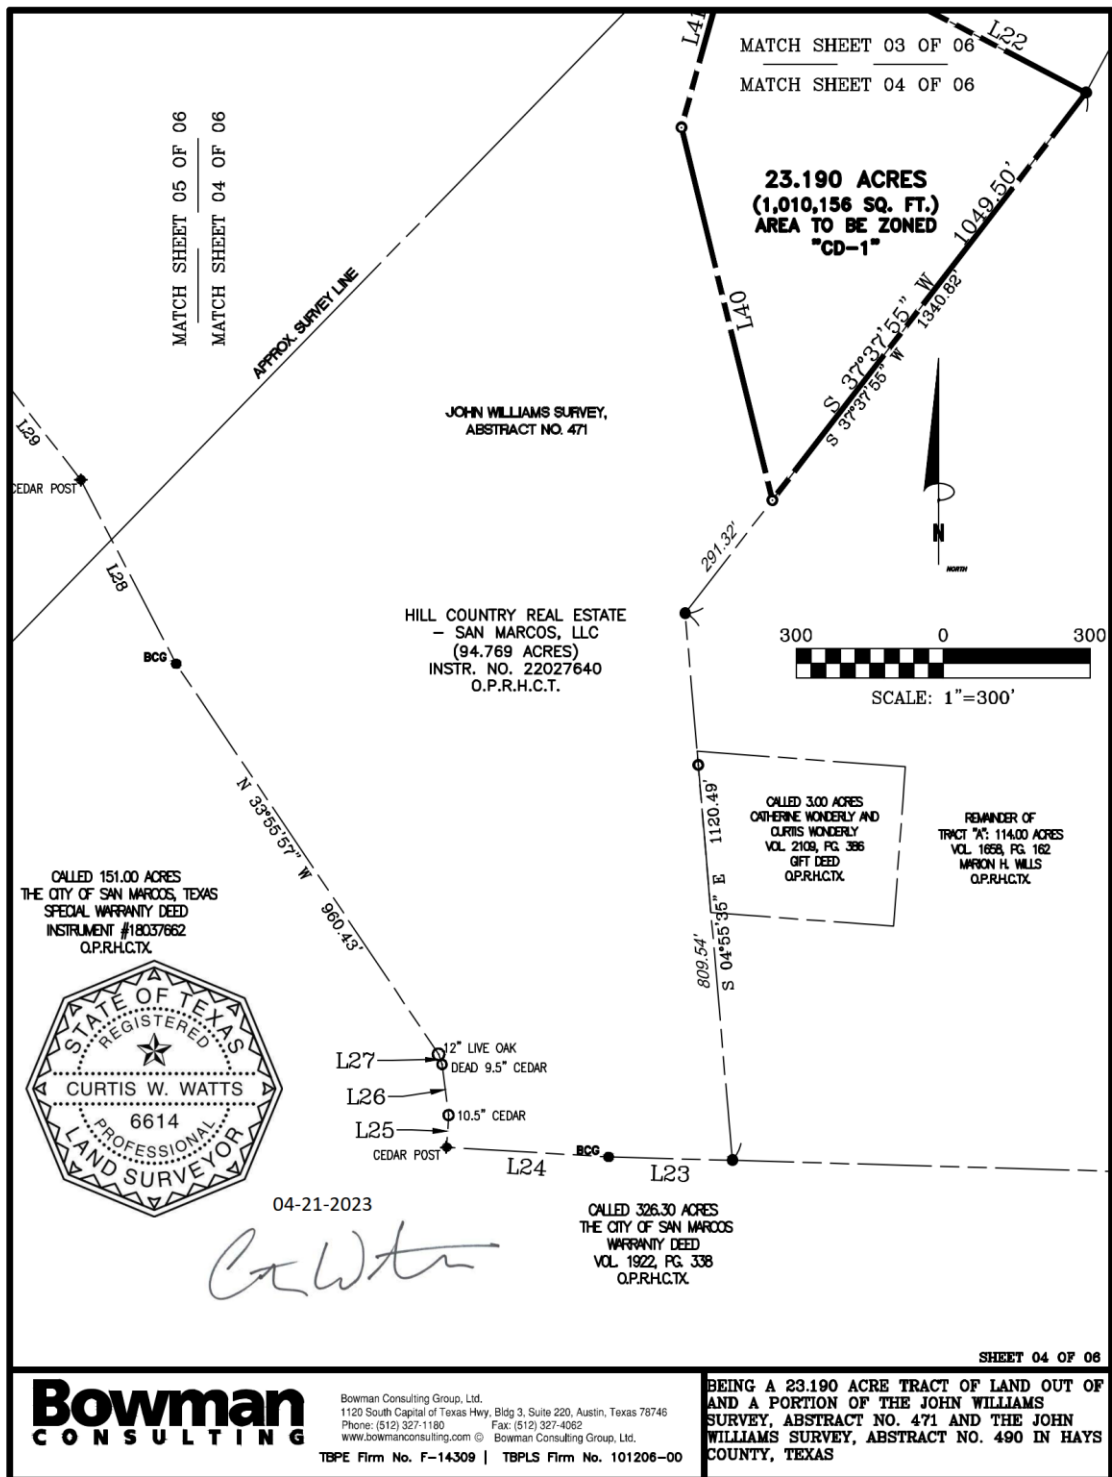 L41
MATCH SHEET 03 OF 06
MATCH SHEET 04 OF 06
L22
MATCH SHEET 05 OF 06
MATCH SHEET 04 OF 06
23.190 ACRES
(1,010,156 SQ. FT.)
AREA TO BE ZONED
"CD-1"
1049.50'
S 37°37'55" W
1340.82'
S 37°37'55" W
L40
APPROX. SURVEY LINE
JOHN WILLIAMS SURVEY,
ABSTRACT NO. 471
L29
CEDAR POST
L28
BCG
291.32'
N
NORTH
HILL COUNTRY REAL ESTATE
– SAN MARCOS, LLC
(94.769 ACRES)
INSTR. NO. 22027640
O.P.R.H.C.T.
300 0 300
SCALE: 1"=300'
N 33°55'57" W
960.43'
1120.49'
S 04°55'35" E
809.54'
CALLED 3.00 ACRES
CATHERINE WONDERLY AND
CURTIS WONDERLY
VOL. 2109, PG. 386
GIFT DEED
O.P.R.H.C.TX.
REMAINDER OF
TRACT "A": 114.00 ACRES
VOL. 1658, PG. 162
MARION H. WILLS
O.P.R.H.C.TX.
CALLED 151.00 ACRES
THE CITY OF SAN MARCOS, TEXAS
SPECIAL WARRANTY DEED
INSTRUMENT #18037662
O.P.R.H.C.TX.
STATE OF TEXAS
REGISTERED
CURTIS W. WATTS
6614
PROFESSIONAL
LAND SURVEYOR
L27
12" LIVE OAK
DEAD 9.5" CEDAR
L26
10.5" CEDAR
L25
CEDAR POST
L24
BCG
L23
04-21-2023
CALLED 326.30 ACRES
THE CITY OF SAN MARCOS
WARRANTY DEED
VOL. 1922, PG. 338
O.P.R.H.C.TX.
SHEET 04 OF 06
Bowman
CONSULTING
Bowman Consulting Group, Ltd.
1120 South Capital of Texas Hwy, Bldg 3, Suite 220, Austin, Texas 78746
Phone: (512) 327-1180 Fax: (512) 327-4062
www.bowmanconsulting.com © Bowman Consulting Group, Ltd.
TBPE Firm No. F-14309 | TBPLS Firm No. 101206-00
BEING A 23.190 ACRE TRACT OF LAND OUT OF
AND A PORTION OF THE JOHN WILLIAMS
SURVEY, ABSTRACT NO. 471 AND THE JOHN
WILLIAMS SURVEY, ABSTRACT NO. 490 IN HAYS
COUNTY, TEXAS